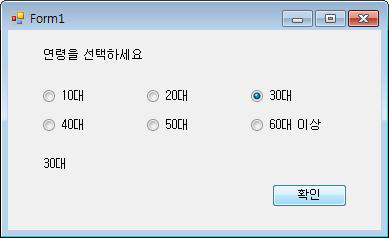 Form1
연령을 선택하세요
10대 20대 30대
40대 50대 60대 이상
30대
확인